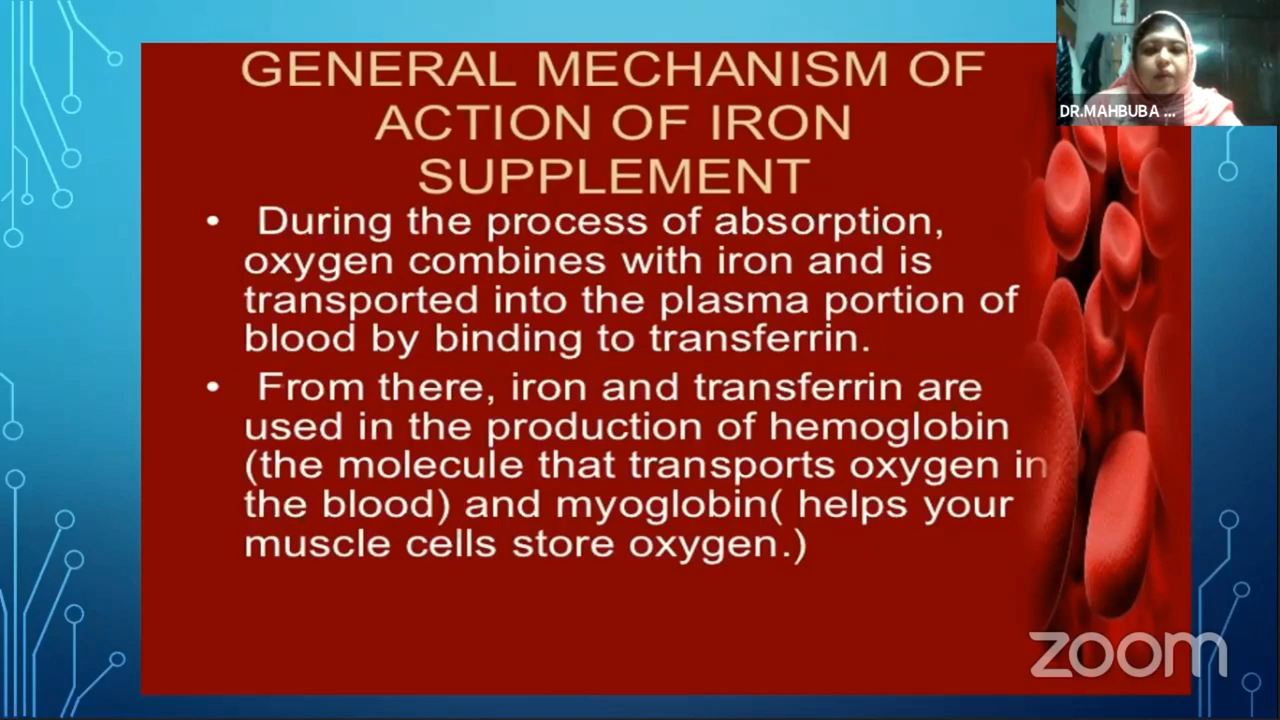 GENERAL MECHANISM OF
ACTION OF IRON
SUPPLEMENT
• During the process of absorption,
oxygen combines with iron and is
transported into the plasma portion of
blood by binding to transferrin.
• From there, iron and transferrin are
used in the production of hemoglobin
(the molecule that transports oxygen in
the blood) and myoglobin( helps your
muscle cells store oxygen.)
DR.MAHBUBA ...
zoom